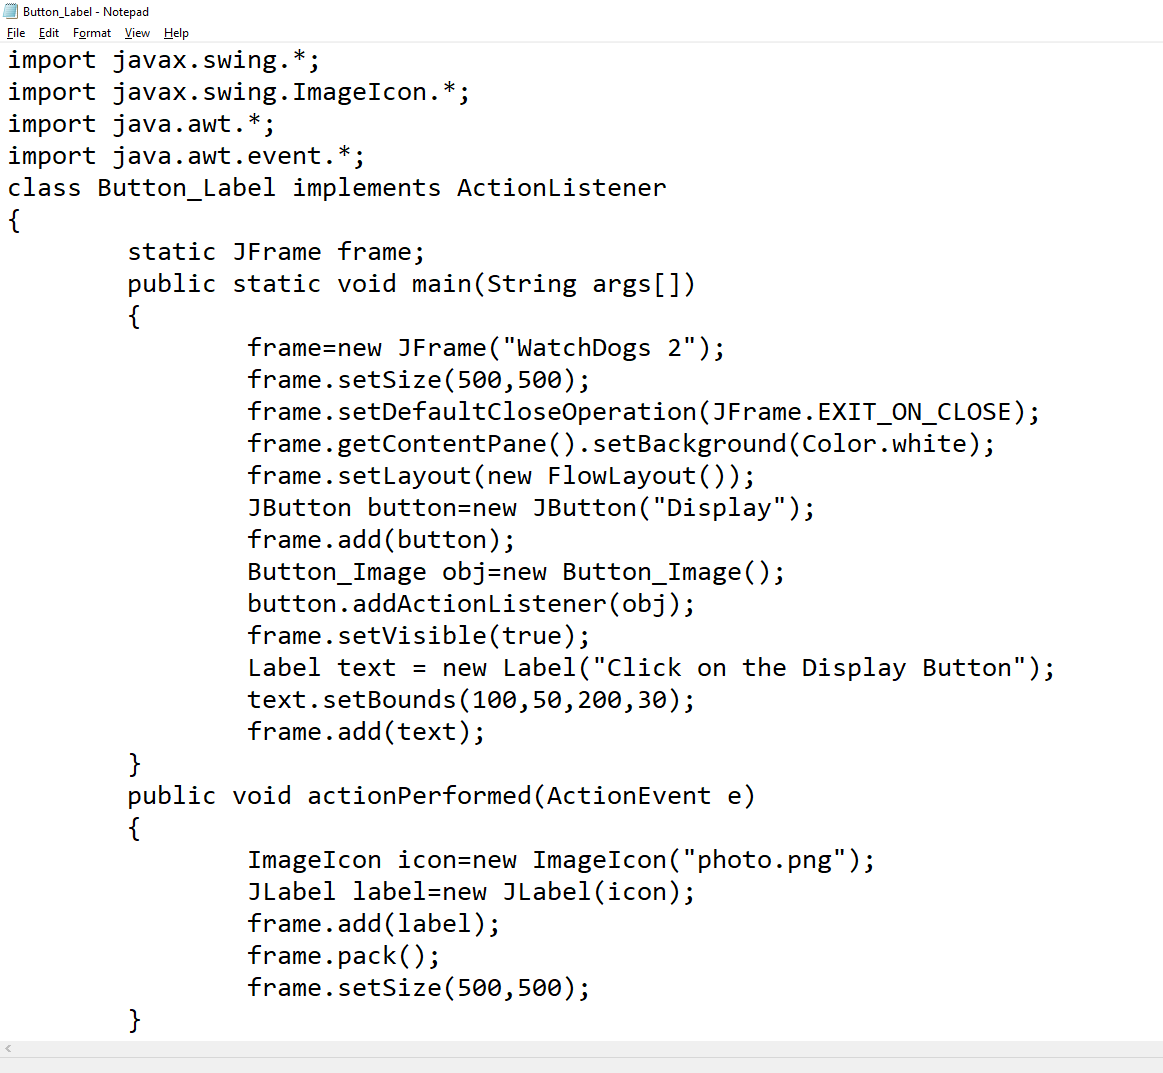 Button_Label - Notepad
File Edit Format View Help
import javax.swing.*;
import javax.swing.ImageIcon.*;
import java.awt.*;
import java.awt.event.*;
class Button_Label implements ActionListener
{
        static JFrame frame;
        public static void main(String args[])
        {
                frame=new JFrame("WatchDogs 2");
                frame.setSize(500,500);
                frame.setDefaultCloseOperation(JFrame.EXIT_ON_CLOSE);
                frame.getContentPane().setBackground(Color.white);
                frame.setLayout(new FlowLayout());
                JButton button=new JButton("Display");
                frame.add(button);
                Button_Image obj=new Button_Image();
                button.addActionListener(obj);
                frame.setVisible(true);
                Label text = new Label("Click on the Display Button");
                text.setBounds(100,50,200,30);
                frame.add(text);
        }
        public void actionPerformed(ActionEvent e)
        {
                ImageIcon icon=new ImageIcon("photo.png");
                JLabel label=new JLabel(icon);
                frame.add(label);
                frame.pack();
                frame.setSize(500,500);
        }